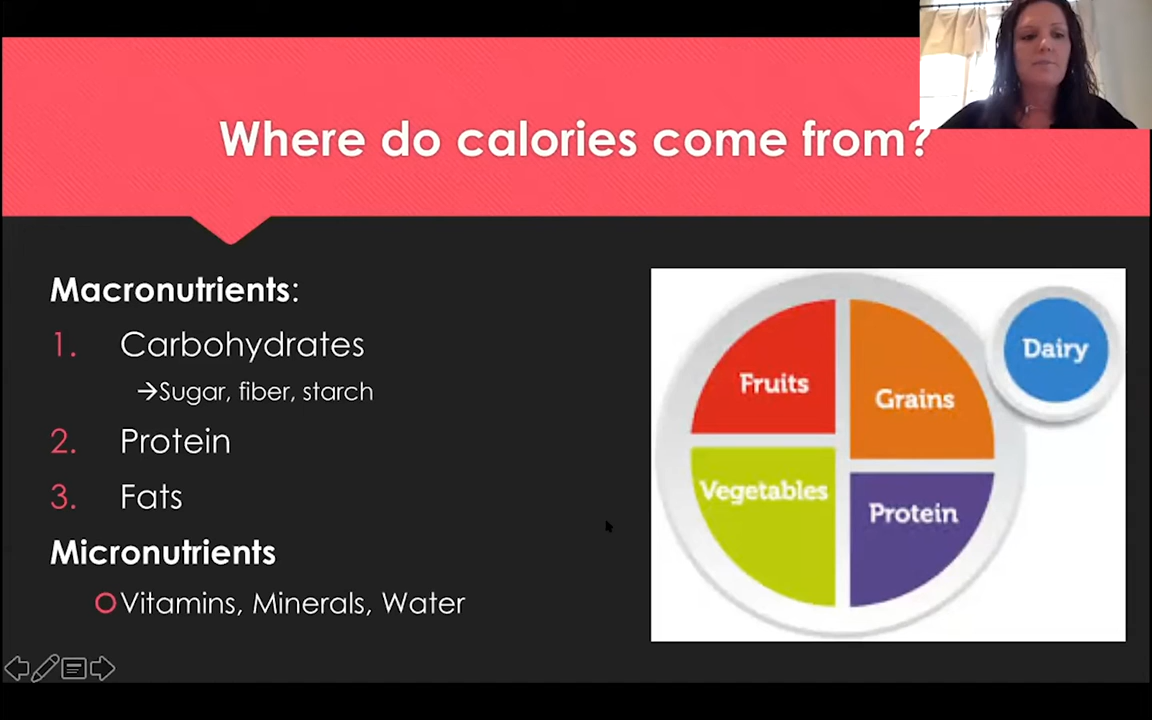 Where do calories come from?
Macronutrients:
1. Carbohydrates
→Sugar, fiber, starch
2. Protein
3. Fats
Micronutrients
Vitamins, Minerals, Water
Fruits
Grains
Dairy
Vegetables
Protein